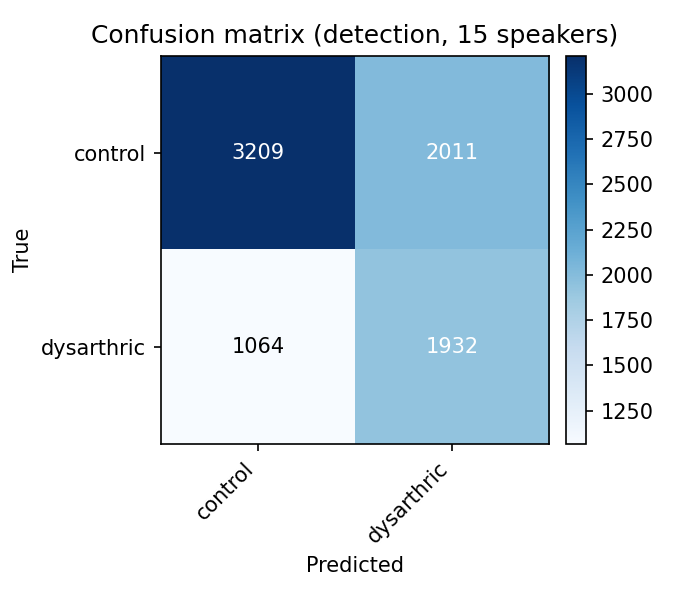 Confusion matrix (detection, 15 speakers)
True
control
dysarthric
3209
2011
1064
1932
control
dysarthric
Predicted
3000
2750
2500
2250
2000
1750
1500
1250